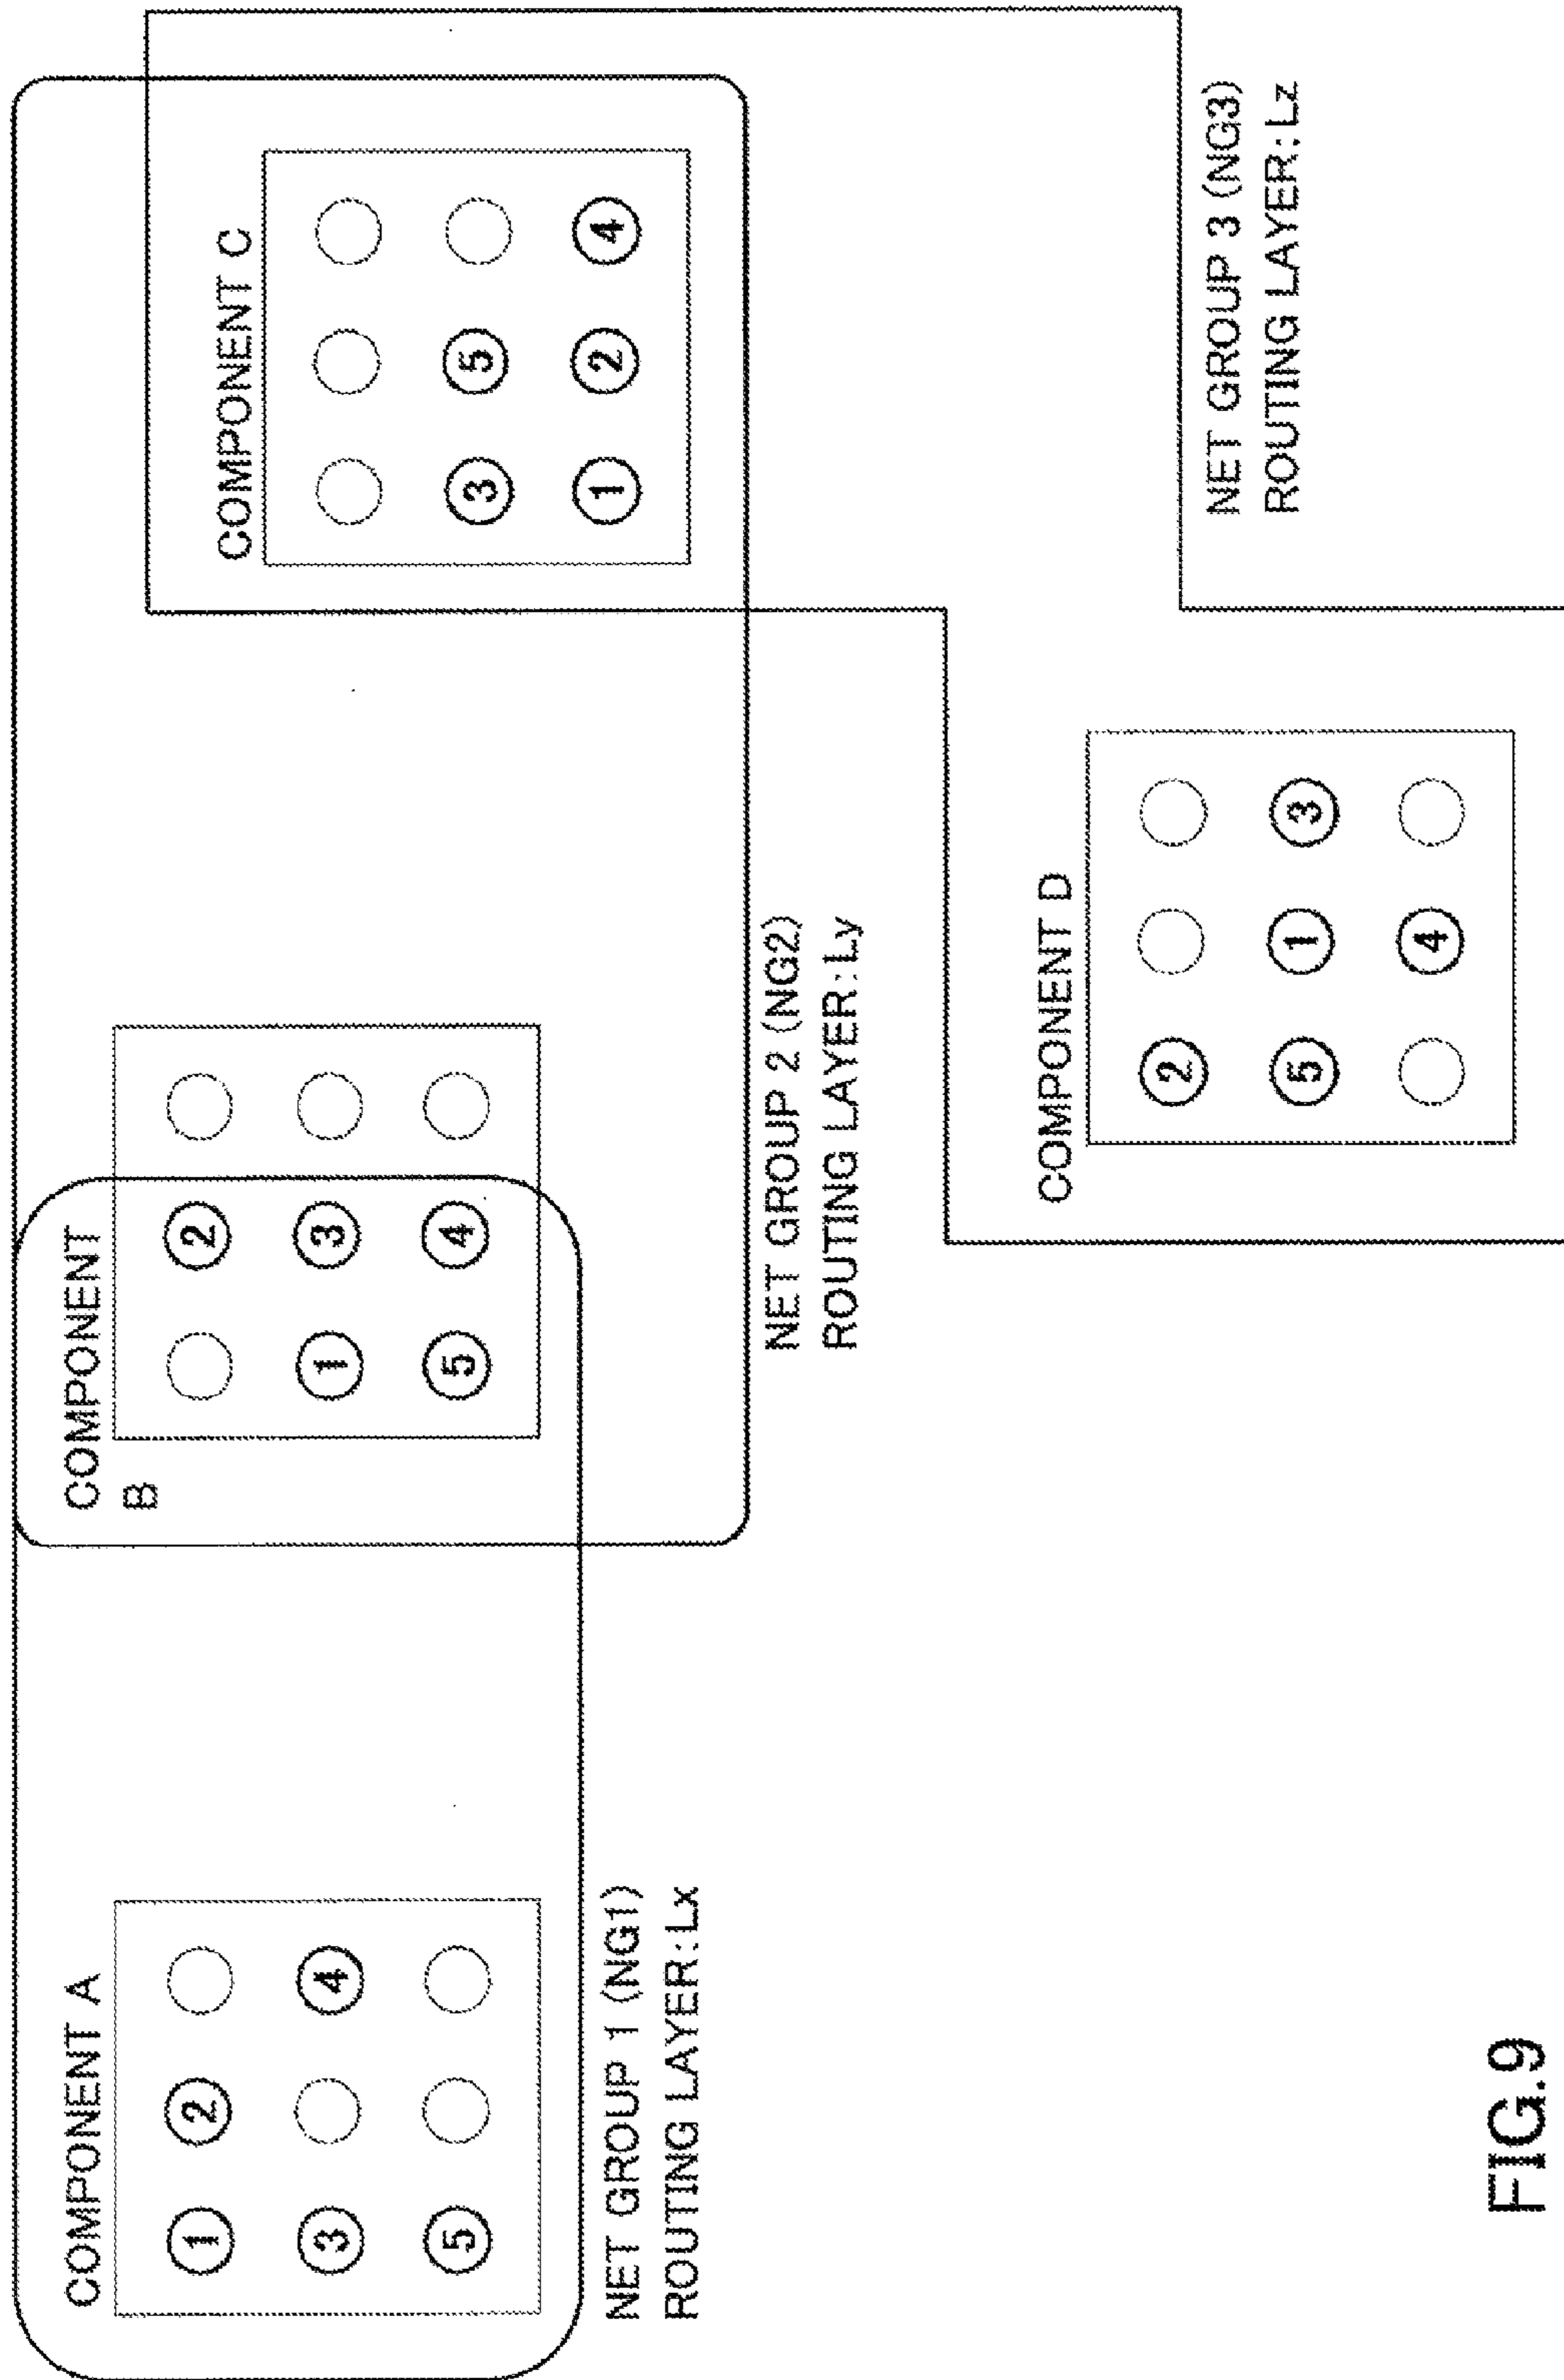 COMPONENT A
① ②
③ ④
⑤
NET GROUP 1 (NG1)
ROUTING LAYER:Lx
COMPONENT
B
②
① ③
⑤ ④
NET GROUP 2 (NG2)
ROUTING LAYER:Ly
COMPONENT C
③ ⑤
① ② ④
COMPONENT D
②
⑤ ① ③
④
NET GROUP 3 (NG3)
ROUTING LAYER:Lz
FIG.9